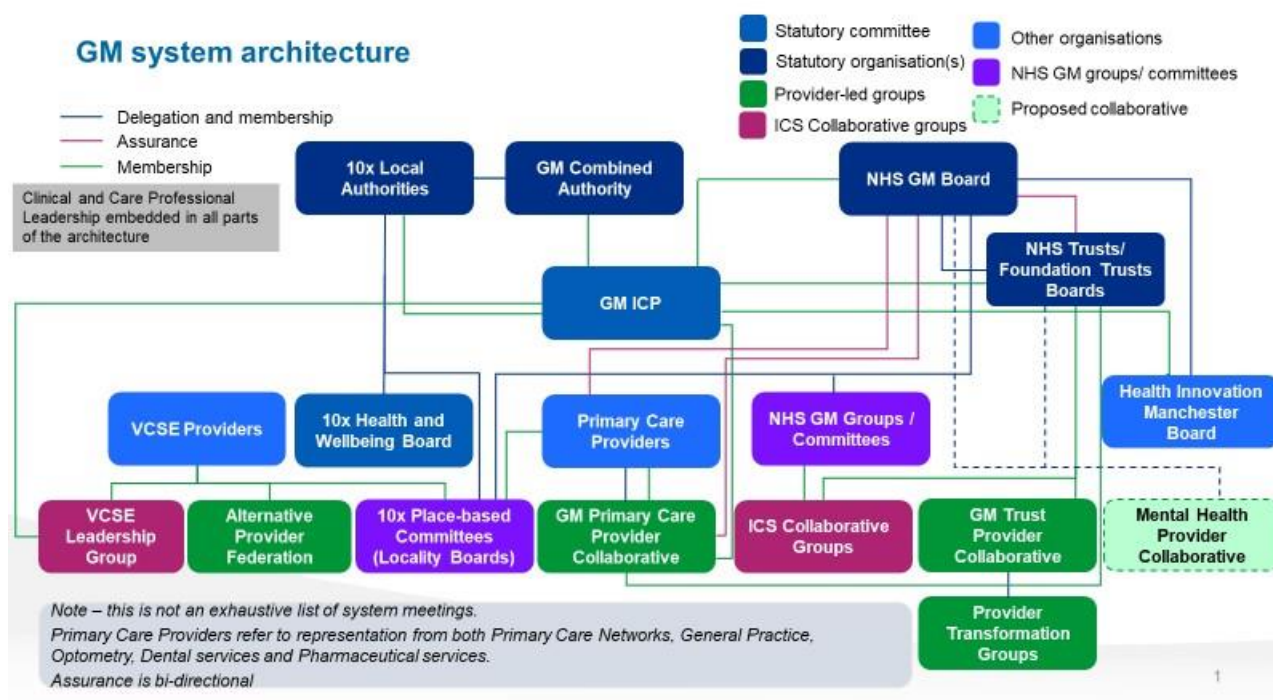 GM system architecture
Delegation and membership
Assurance
Membership
Statutory committee
Statutory organisation(s)
Provider-led groups
ICS Collaborative groups
Other organisations
NHS GM groups/ committees
Proposed collaborative
Clinical and Care Professional
Leadership embedded in all parts
of the architecture
10x Local
Authorities
GM Combined
Authority
NHS GM Board
NHS Trusts/
Foundation Trusts
Boards
GM ICP
VCSE Providers
10x Health and
Wellbeing Board
Primary Care
Providers
NHS GM Groups /
Committees
Health Innovation
Manchester
Board
VCSE
Leadership
Group
Alternative
Provider
Federation
10x Place-based
Committees
(Locality Boards)
GM Primary Care
Provider
Collaborative
ICS Collaborative
Groups
GM Trust
Provider
Collaborative
Mental Health
Provider
Collaborative
Provider
Transformation
Groups
Note – this is not an exhaustive list of system meetings.
Primary Care Providers refer to representation from both Primary Care Networks, General Practice,
Optometry, Dental services and Pharmaceutical services.
Assurance is bi-directional
1